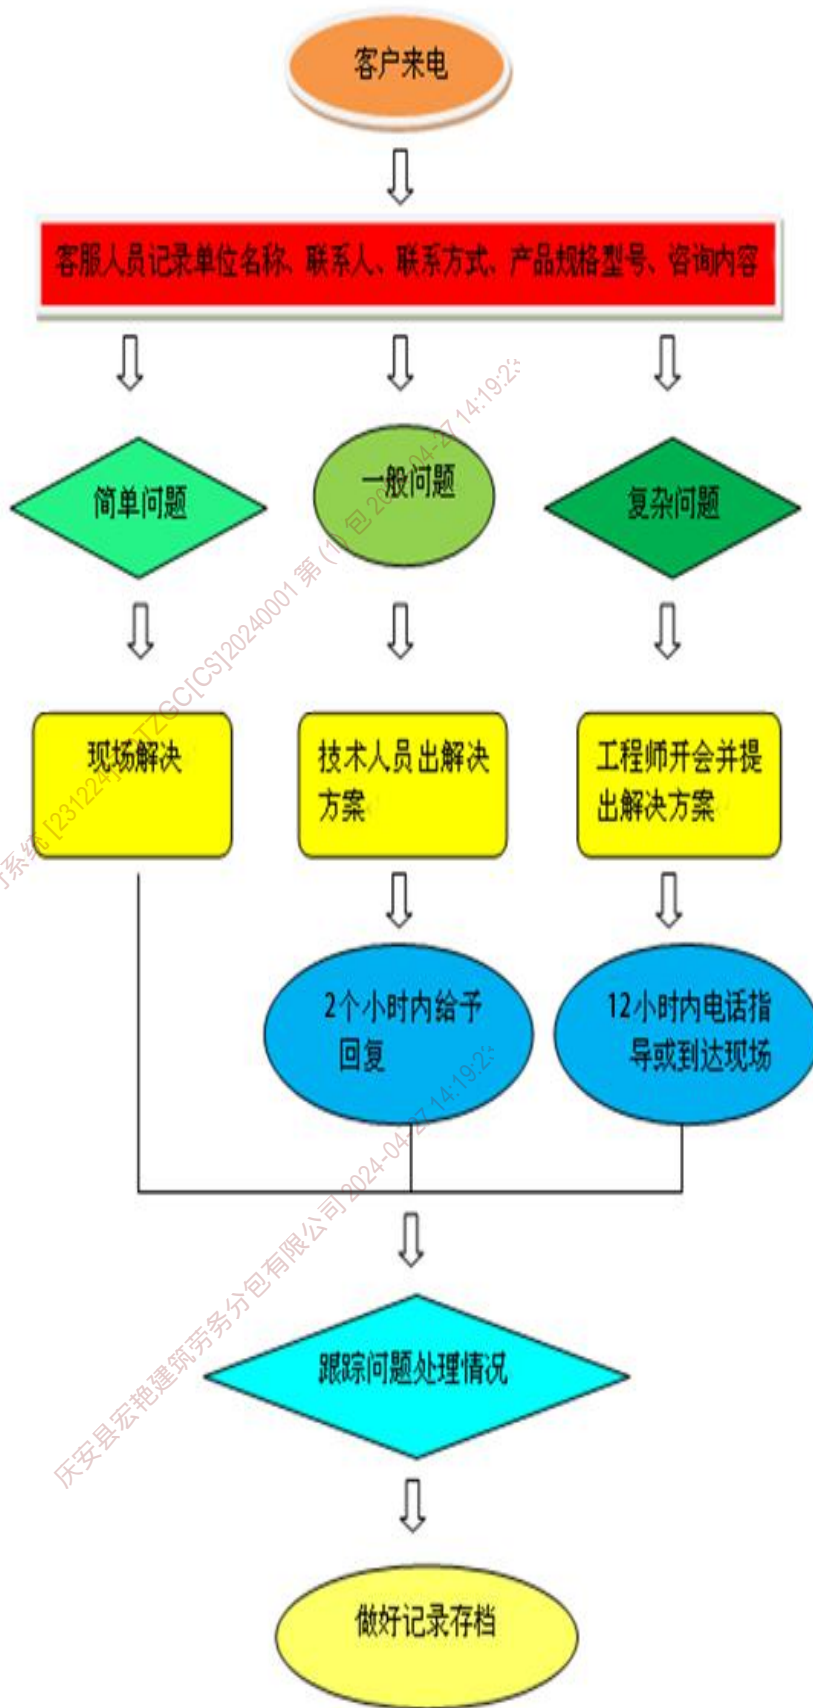 客户来电
客服人员记录单位名称、联系人、联系方式、产品规格型号、咨询内容
简单问题
一般问题
复杂问题
现场解决
技术人员出解决
方案
工程师开会并提
出解决方案
2个小时内给予
回复
12小时内电话指
导或到达现场
跟踪问题处理情况
做好记录存档
庆安县宏艳建筑劳务分包有限公司 2024-04-27 14:19:23